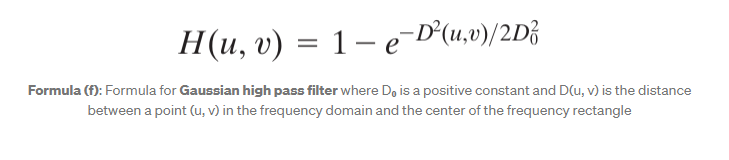 H(u, v) = 1 − e^{−D²(u,v)/2D₀²}
Formula (f): Formula for Gaussian high pass filter where D₀ is a positive constant and D(u, v) is the distance
between a point (u, v) in the frequency domain and the center of the frequency rectangle